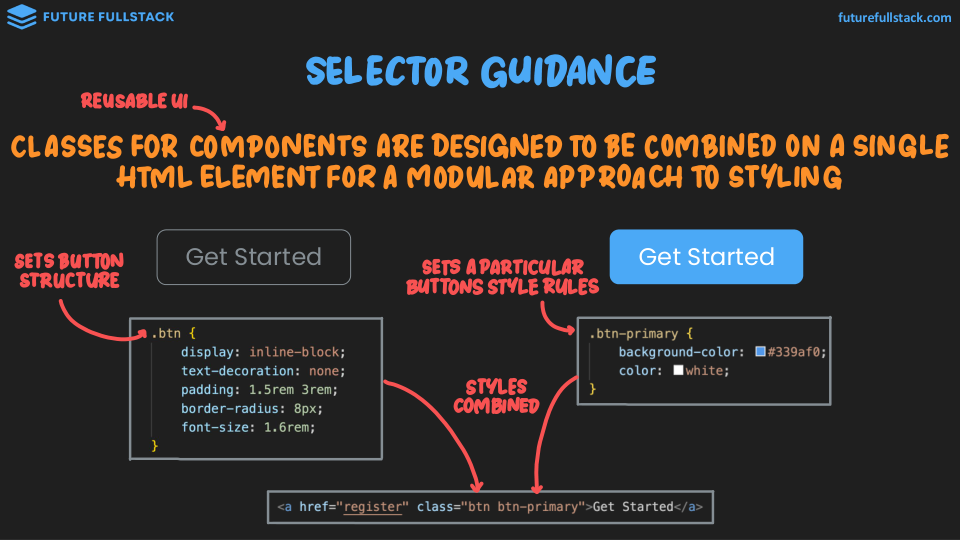 FUTURE FULLSTACK
futurefullstack.com
SELECTOR GUIDANCE
REUSABLE UI
CLASSES FOR COMPONENTS ARE DESIGNED TO BE COMBINED ON A SINGLE
HTML ELEMENT FOR A MODULAR APPROACH TO STYLING
Get Started
Get Started
SETS BUTTON
STRUCTURE
SETS A PARTICULAR
BUTTONS STYLE RULES
.btn {
display: inline-block;
text-decoration: none;
padding: 1.5rem 3rem;
border-radius: 8px;
font-size: 1.6rem;
}
.btn-primary {
background-color: #339af0;
color: white;
}
STYLES
COMBINED
<a href="register" class="btn btn-primary">Get Started</a>